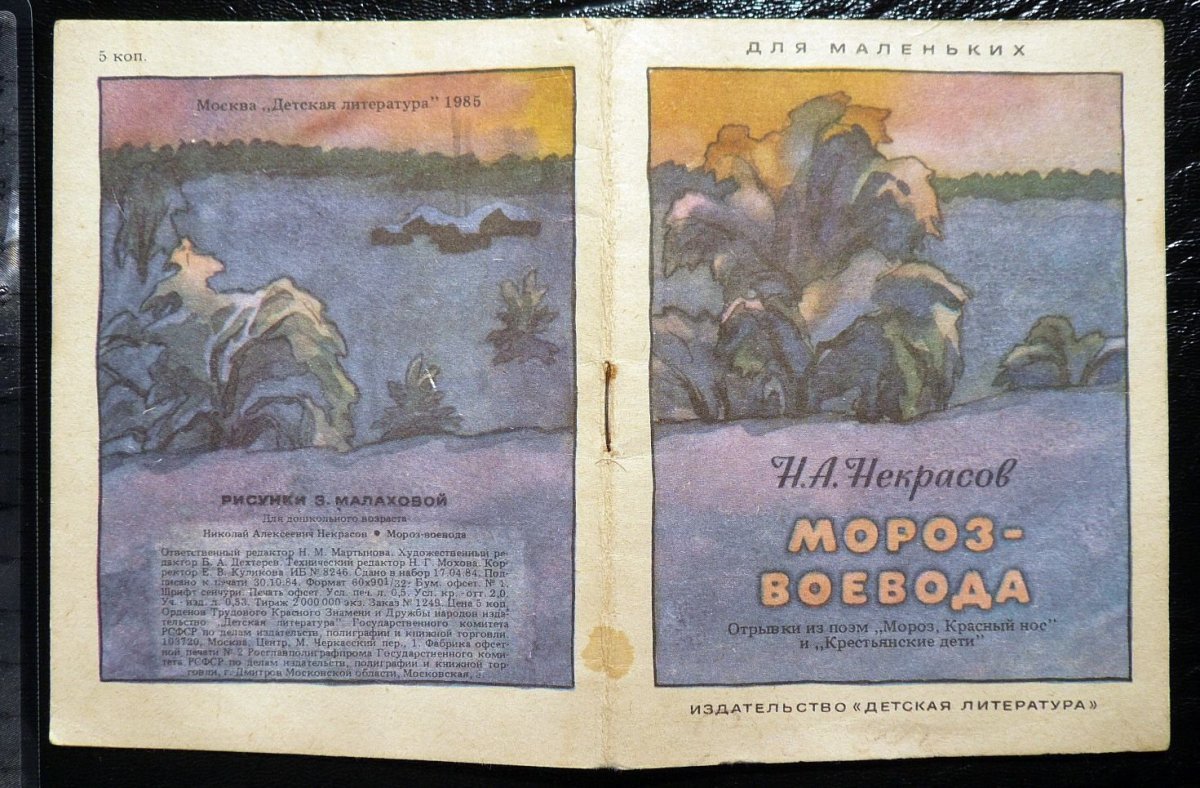 5 коп.
Москва „Детская литература" 1985
РИСУНКИ З. МАЛАХОВОЙ
Для дошкольного возраста
Николай Алексеевич Некрасов • Мороз-воевода
Ответственный редактор Н. М. Мартынова. Художественный ре-
дактор Б. А. Дехтерев. Технический редактор Н. Г. Мохова. Кор-
ректор Е. В. Куликова. ИБ № 8246. Сдано в набор 17.04.84. Под-
писано к печати 30.10.84. Формат 60х901/32. Бум. офсет. № 1.
Шрифт сенчури. Печать офсет. Усл. печ. л. 0,5. Усл. кр.-отт. 2,0.
Уч.-изд. л. 0,53. Тираж 2 000 000 экз. Заказ № 1249. Цена 5 коп.
Орденов Трудового Красного Знамени и Дружбы народов изда-
тельство „Детская литература" Государственного комитета
РСФСР по делам издательств, полиграфии и книжной торговли.
103720, Москва, Центр, М. Черкасский пер., 1. Фабрика офсет-
ной печати № 2 Росглавполиграфпрома Государственного коми-
тета РСФСР по делам издательств, полиграфии и книжной тор-
говли, г. Дмитров Московской области, Московская, 3.
ДЛЯ МАЛЕНЬКИХ
Н.А.Некрасов
МОРОЗ-
ВОЕВОДА
Отрывки из поэм „Мороз, Красный нос"
и „Крестьянские дети"
ИЗДАТЕЛЬСТВО «ДЕТСКАЯ ЛИТЕРАТУРА»